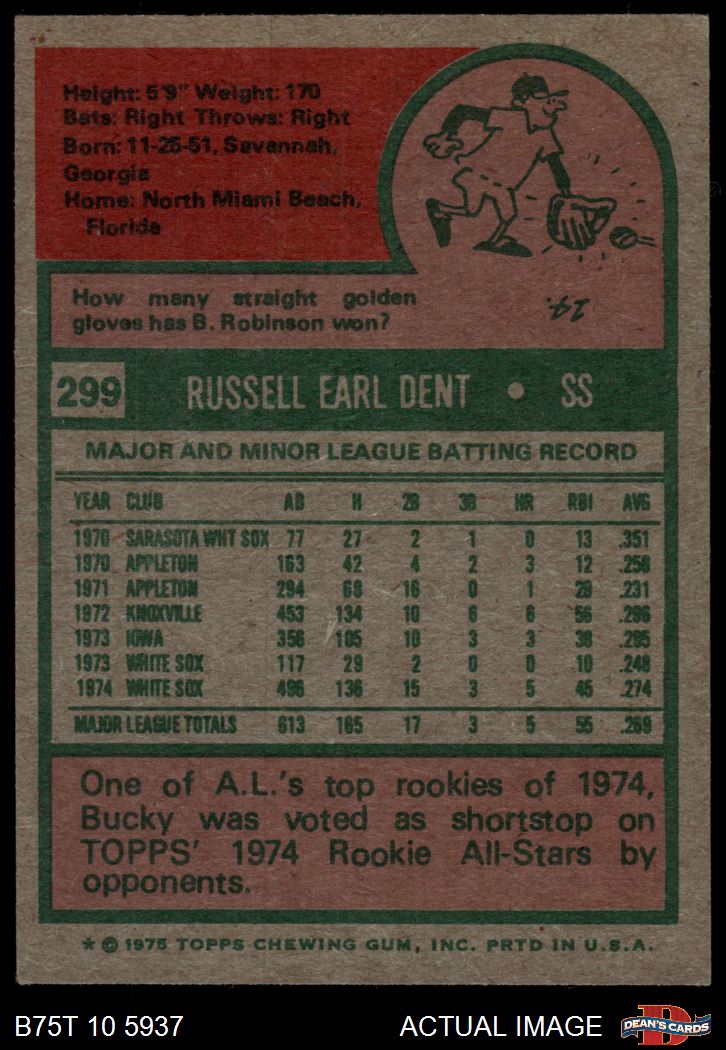 Height: 5'9" Weight: 170
Bats: Right Throws: Right
Born: 11-25-51, Savannah,
Georgia
Home: North Miami Beach,
Florida
How many straight golden
gloves has B. Robinson won?
14.
299 RUSSELL EARL DENT • SS
MAJOR AND MINOR LEAGUE BATTING RECORD
YEAR CLUB AB H 2B 3B HR RBI AVG
1970 SARASOTA WHT SOX 77 27 2 1 0 13 .351
1970 APPLETON 163 42 4 2 3 12 .258
1971 APPLETON 294 68 16 0 1 28 .231
1972 KNOXVILLE 453 134 10 6 6 56 .296
1973 IOWA 356 105 10 3 3 38 .295
1973 WHITE SOX 117 29 2 0 0 10 .248
1974 WHITE SOX 496 136 15 3 5 45 .274
MAJOR LEAGUE TOTALS 613 165 17 3 5 55 .269
One of A.L.'s top rookies of 1974,
Bucky was voted as shortstop on
TOPPS' 1974 Rookie All-Stars by
opponents.
* © 1975 TOPPS CHEWING GUM, INC. PRTD IN U.S.A.
B75T 10 5937 ACTUAL IMAGE DEAN'S CARDS